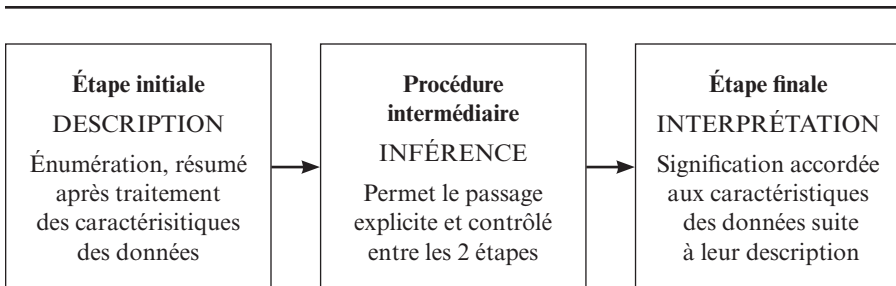 Étape initiale
DESCRIPTION
Énumération, résumé
après traitement
des caractérisitiques
des données
Procédure
intermédiaire
INFÉRENCE
Permet le passage
explicite et contrôlé
entre les 2 étapes
Étape finale
INTERPRÉTATION
Signification accordée
aux caractéristiques
des données suite
à leur description